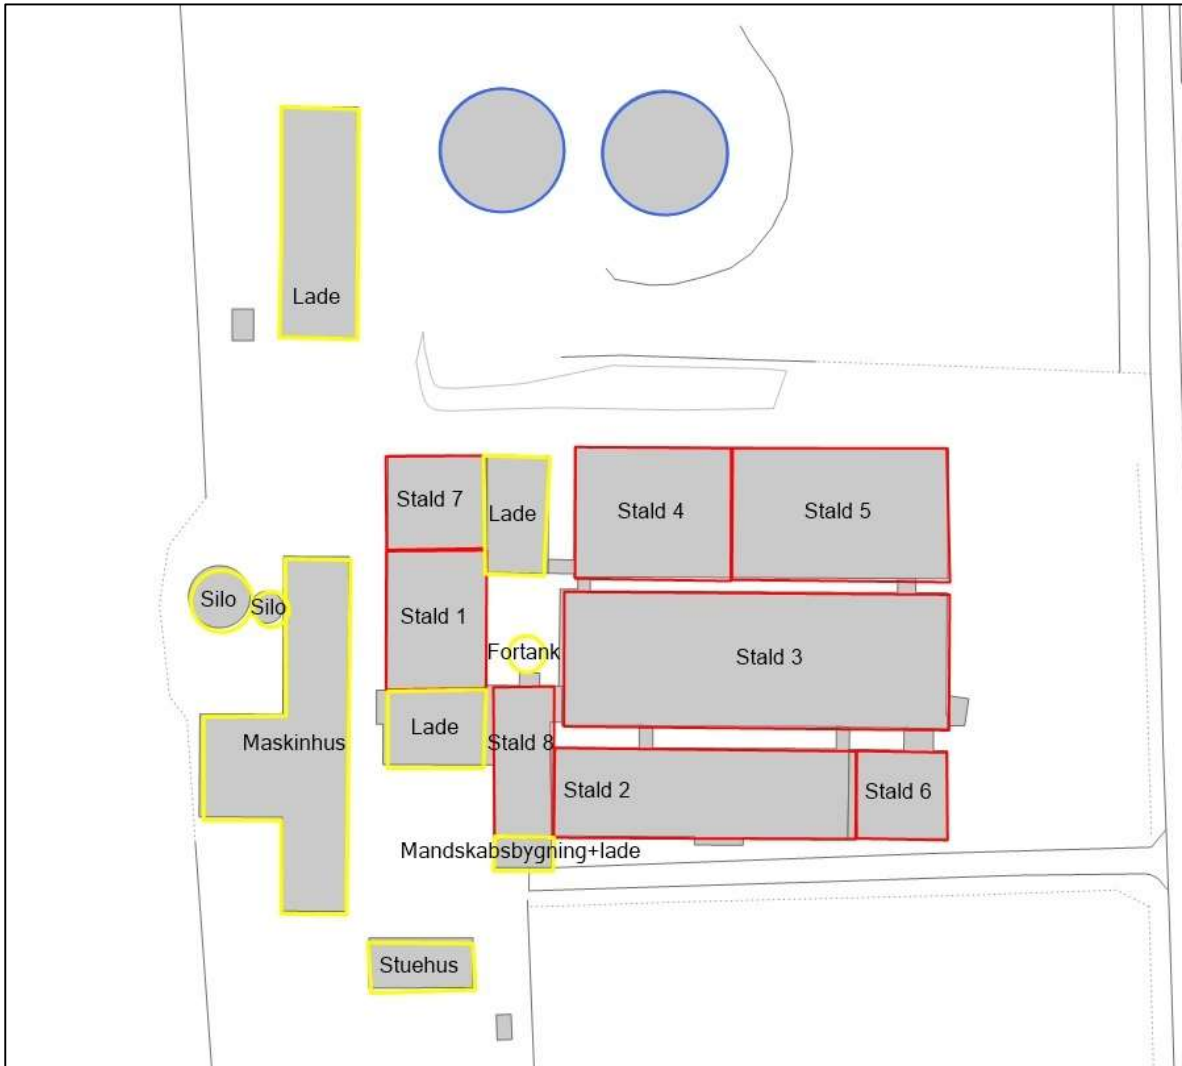 Lade
Stald 7
Lade
Stald 4
Stald 5
Silo
Silo
Stald 1
Fortank
Stald 3
Lade
Maskinhus
Stald 8
Stald 2
Stald 6
Mandskabsbygning+lade
Stuehus